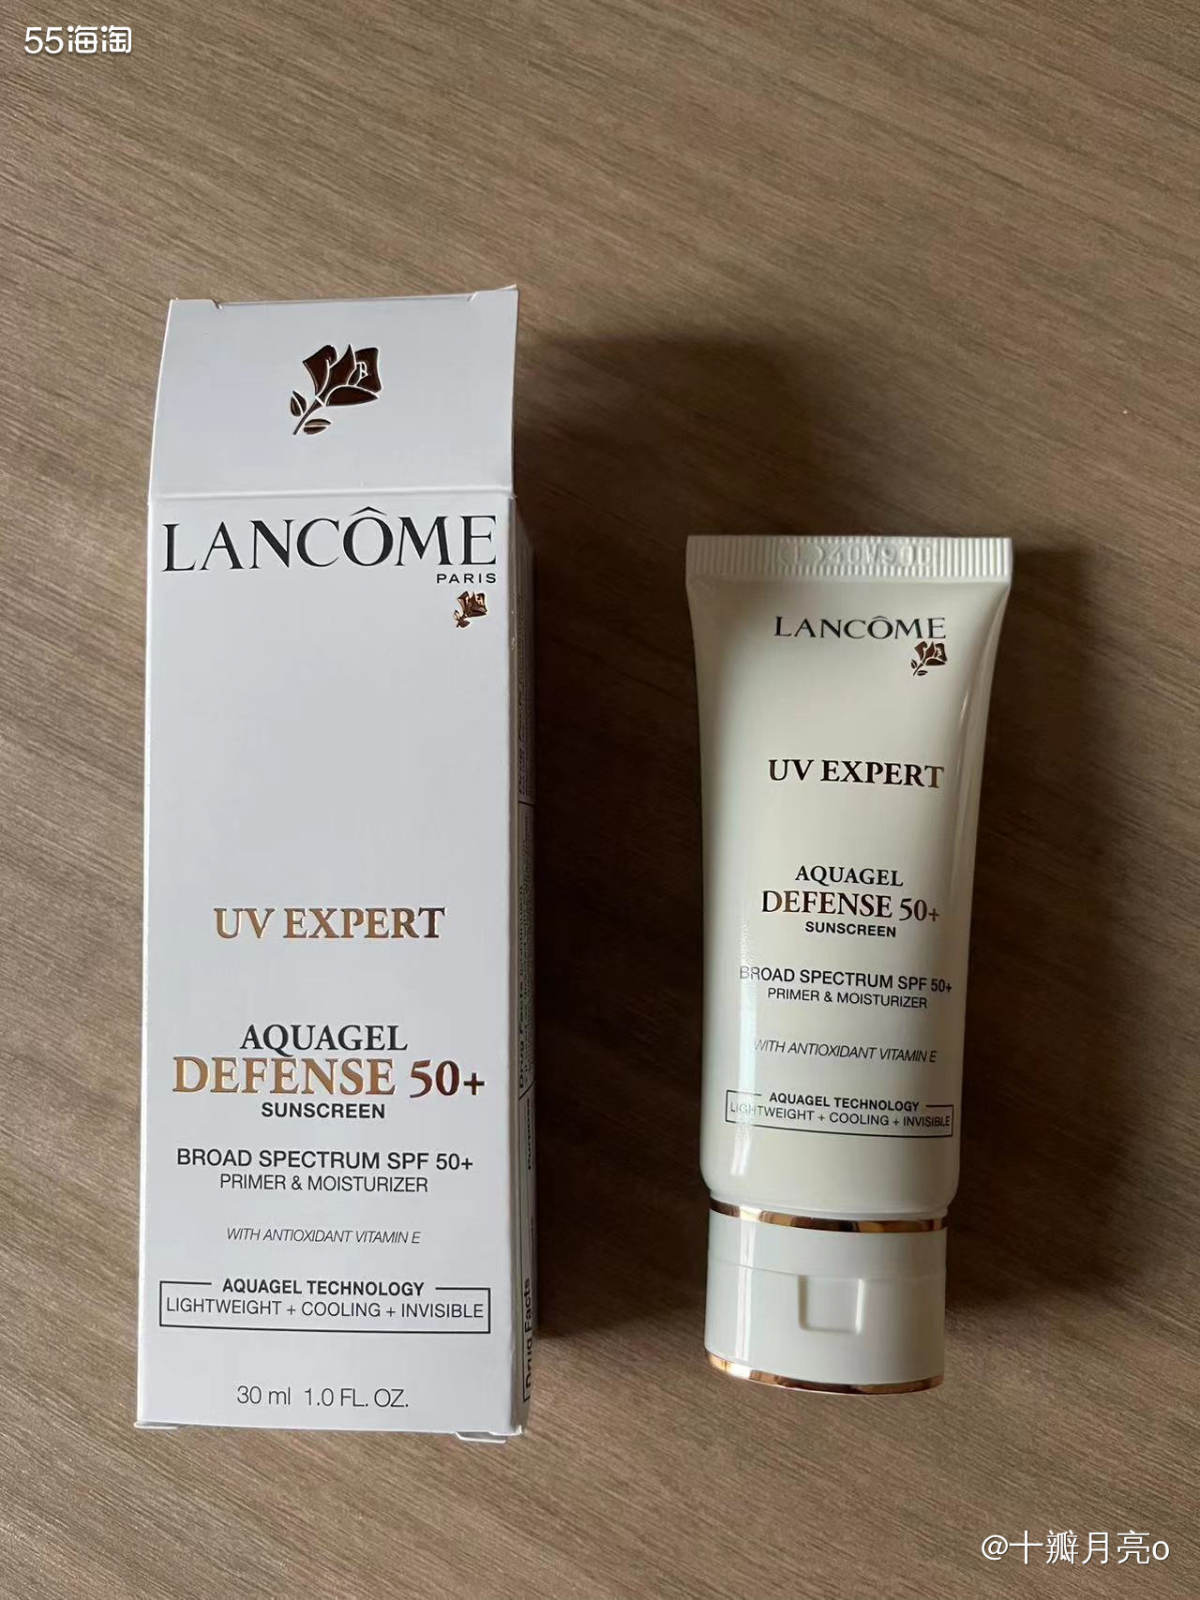 55海淘
LANCÔME
PARIS
UV EXPERT
AQUAGEL
DEFENSE 50+
SUNSCREEN
BROAD SPECTRUM SPF 50+
PRIMER & MOISTURIZER
WITH ANTIOXIDANT VITAMIN E
AQUAGEL TECHNOLOGY
LIGHTWEIGHT + COOLING + INVISIBLE
30 ml 1.0 FL. OZ.
Drug Facts
LANCÔME
UV EXPERT
AQUAGEL
DEFENSE 50+
SUNSCREEN
BROAD SPECTRUM SPF 50+
PRIMER & MOISTURIZER
WITH ANTIOXIDANT VITAMIN E
AQUAGEL TECHNOLOGY
LIGHTWEIGHT + COOLING + INVISIBLE
@十瓣月亮o